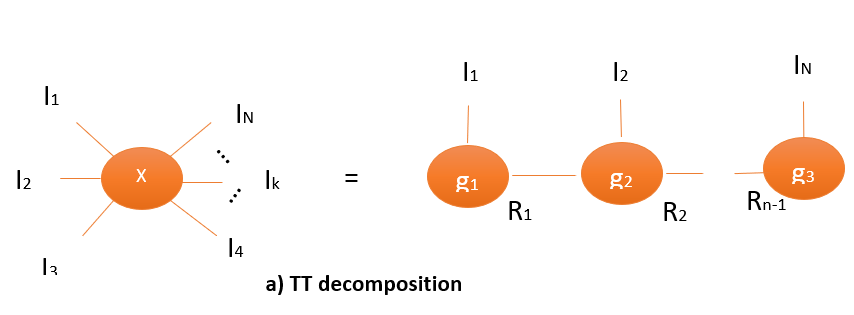 I1
IN
I2
X
Ik
I3
I4
=
I1
I2
IN
g1
g2
g3
R1
R2
Rn-1
a) TT decomposition